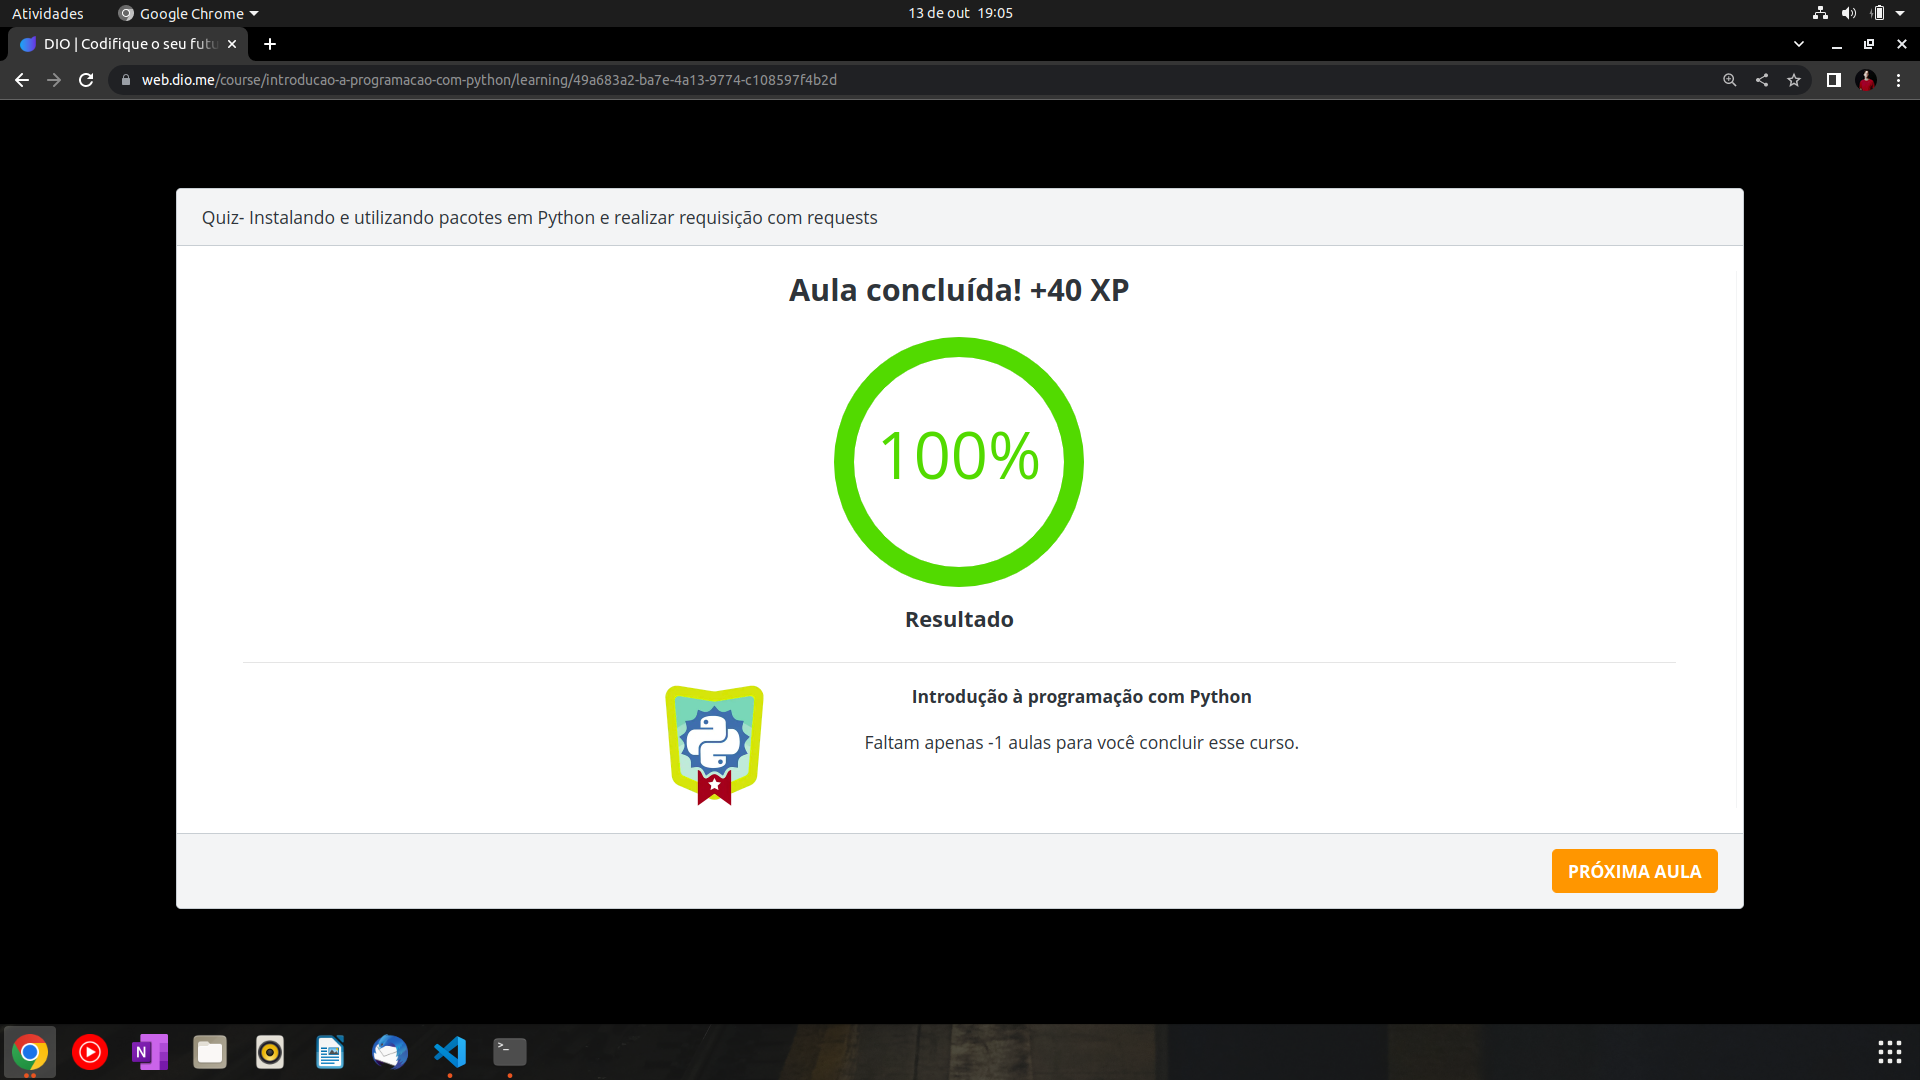 Atividades
Google Chrome
13 de out 19:05
DIO | Codifique o seu futu
web.dio.me/course/introducao-a-programacao-com-python/learning/49a683a2-ba7e-4a13-9774-c108597f4b2d
Quiz- Instalando e utilizando pacotes em Python e realizar requisição com requests
Aula concluída! +40 XP
100%
Resultado
Introdução à programação com Python
Faltam apenas -1 aulas para você concluir esse curso.
PRÓXIMA AULA
N
>_